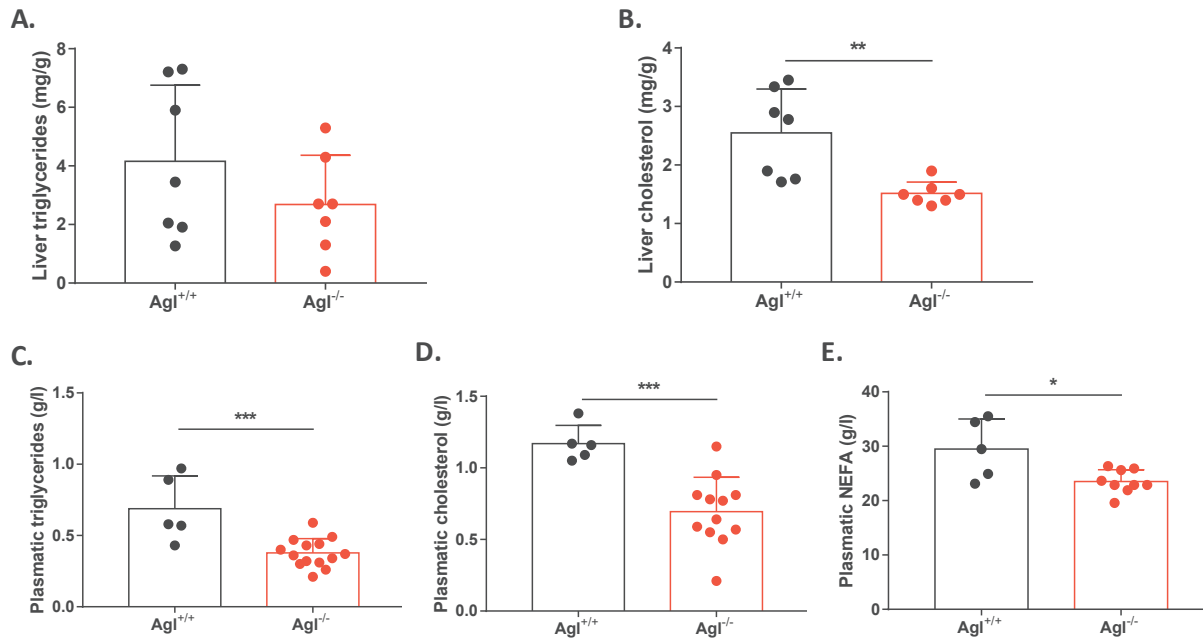 A.
Liver triglycerides (mg/g)
8
6
4
2
0
Agl+/+
Agl-/-
B.
Liver cholesterol (mg/g)
**
4
3
2
1
0
Agl+/+
Agl-/-
C.
Plasmatic triglycerides (g/l)
***
1.5
1.0
0.5
0.0
Agl+/+
Agl-/-
D.
Plasmatic cholesterol (g/l)
***
1.5
1.0
0.5
0.0
Agl+/+
Agl-/-
E.
Plasmatic NEFA (g/l)
*
40
30
20
10
0
Agl+/+
Agl-/-